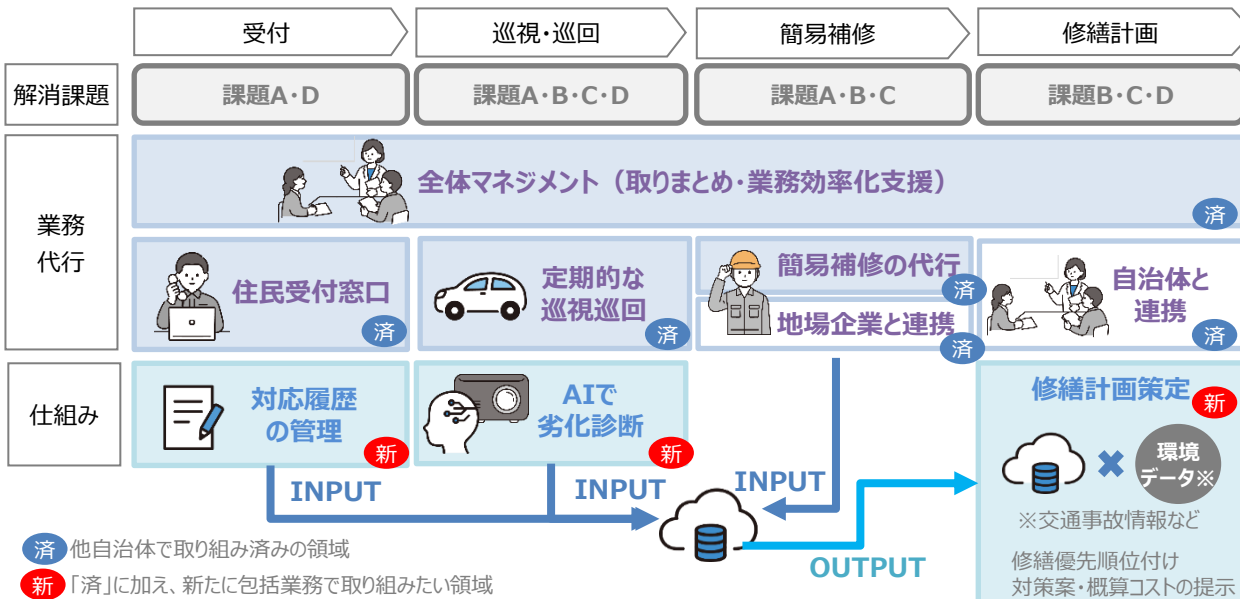 受付
巡視・巡回
簡易補修
修繕計画
解消課題
課題A・D
課題A・B・C・D
課題A・B・C
課題B・C・D
業務
代行
全体マネジメント（取りまとめ・業務効率化支援）
済
住民受付窓口
済
定期的な
巡視巡回
済
簡易補修の代行
済
地場企業と連携
済
自治体と
連携
済
仕組み
対応履歴
の管理
新
AIで
劣化診断
新
修繕計画策定
新
環境
データ※
※交通事故情報など
修繕優先順位付け
対策案・概算コストの提示
INPUT
INPUT
INPUT
OUTPUT
済 他自治体で取り組み済みの領域
新 「済」に加え、新たに包括業務で取り組みたい領域